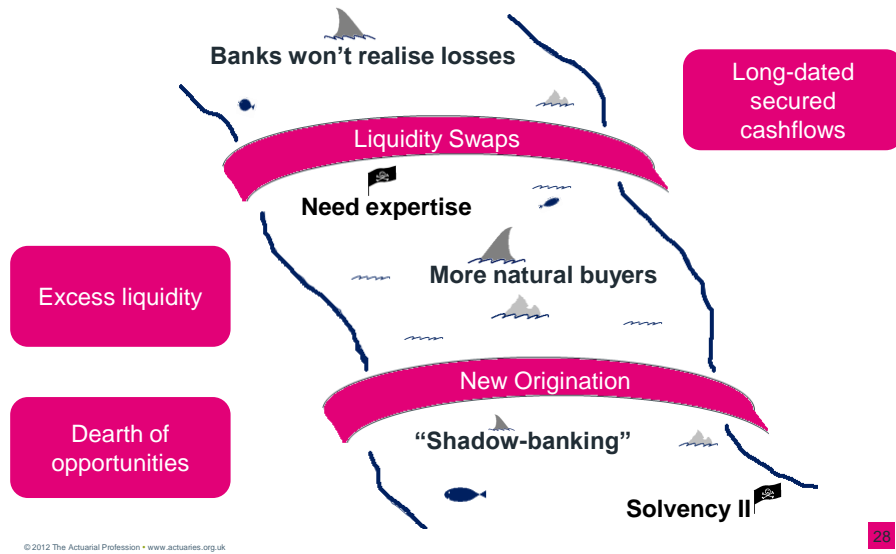 Banks won't realise losses
Long-dated
secured
cashflows
Liquidity Swaps
Need expertise
More natural buyers
Excess liquidity
New Origination
Dearth of
opportunities
“Shadow-banking”
Solvency II
© 2012 The Actuarial Profession • www.actuaries.org.uk
28